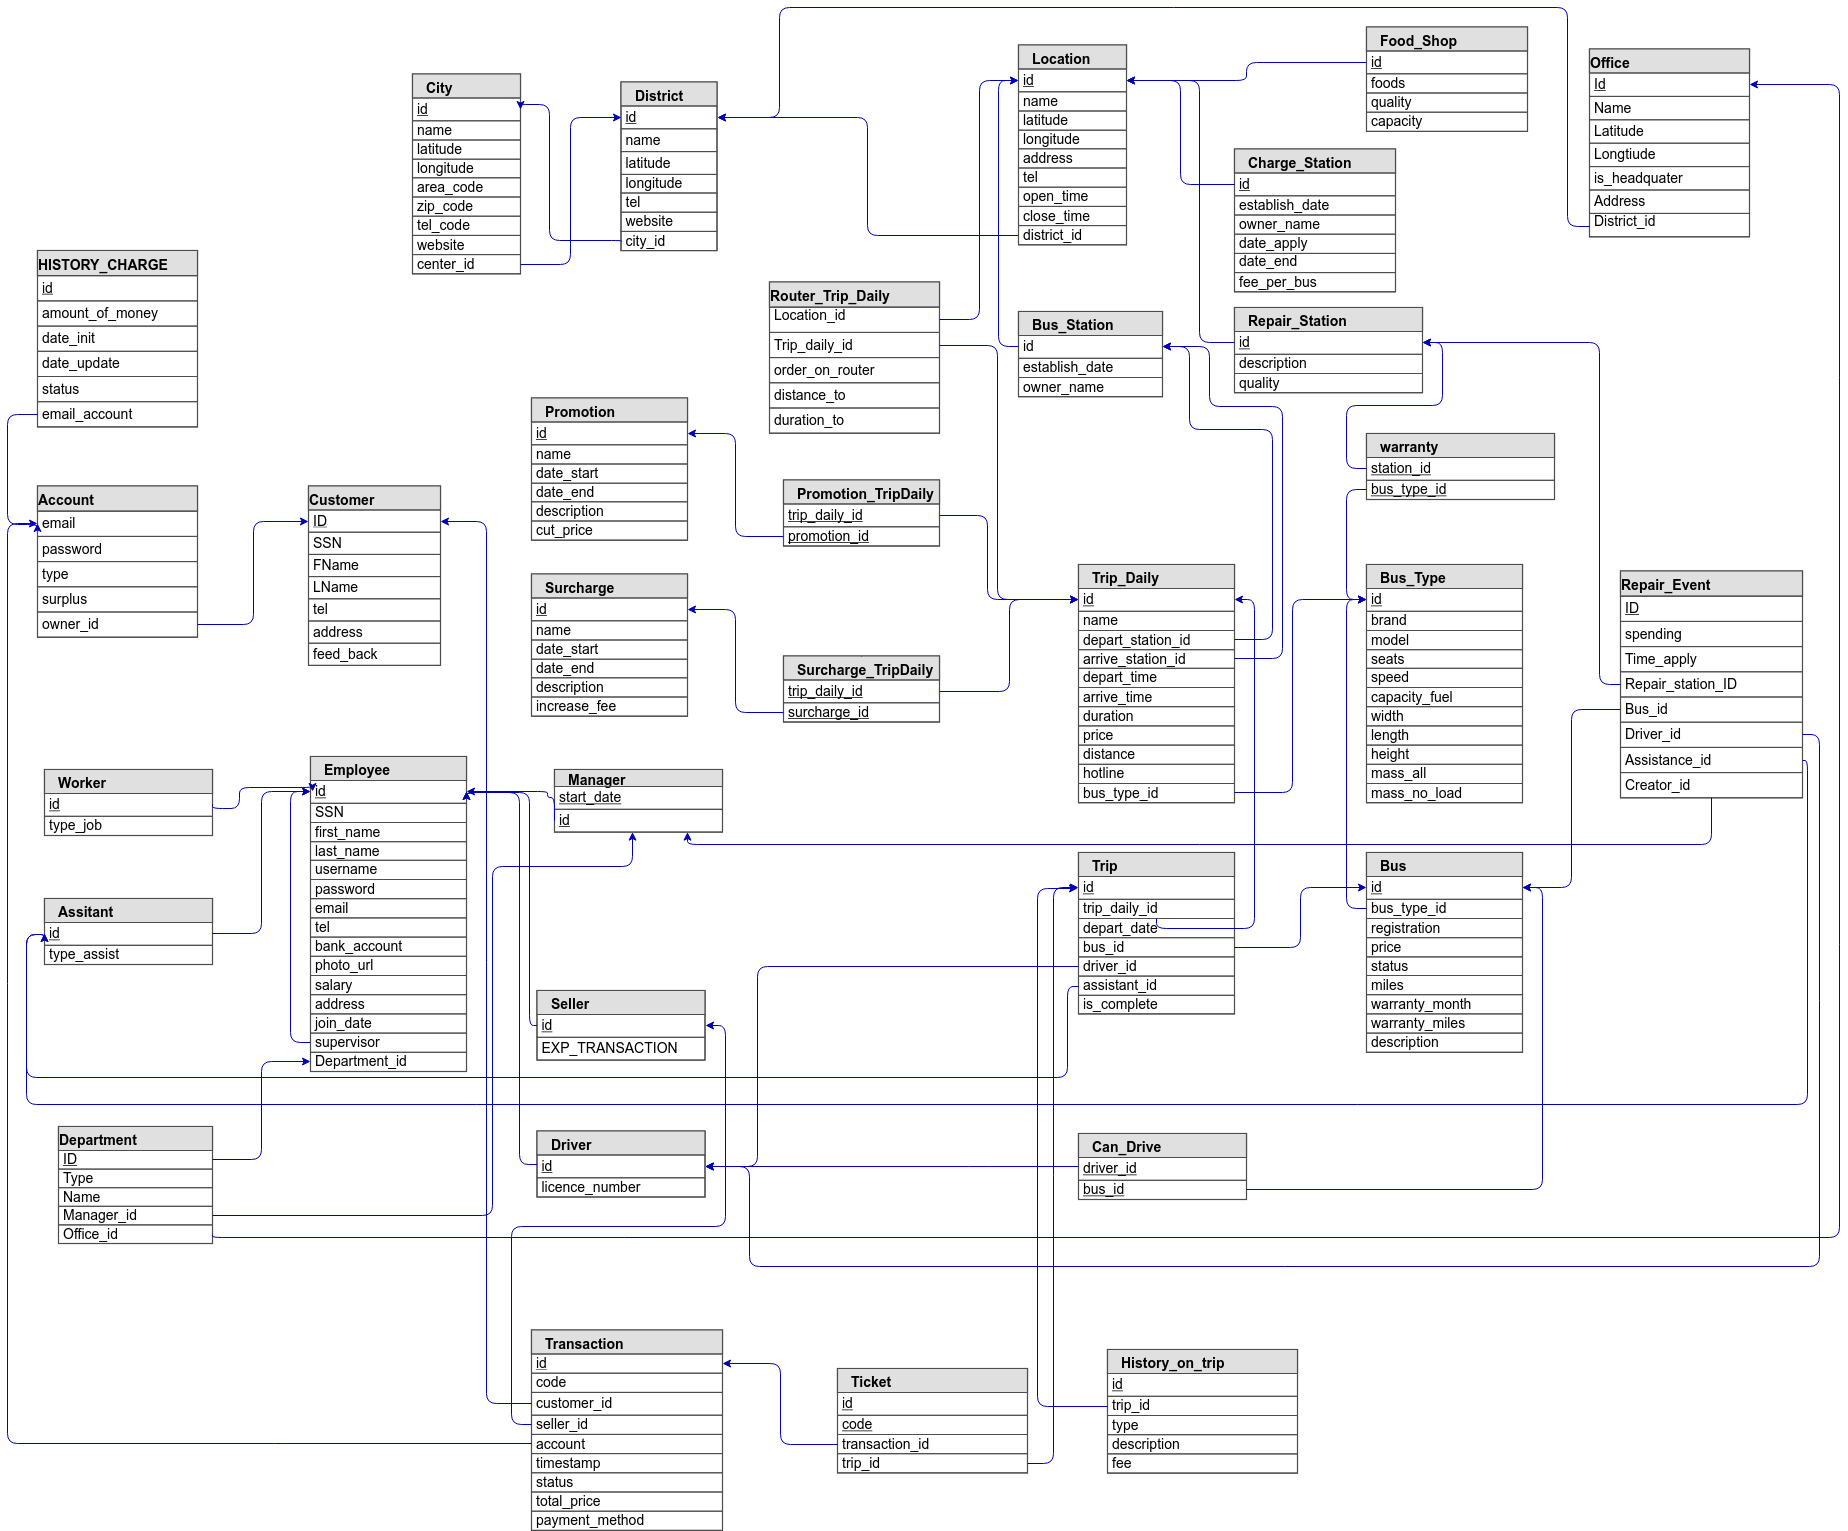 City
id
name
latitude
longitude
area_code
zip_code
tel_code
website
center_id
District
id
name
latitude
longitude
tel
website
city_id
Location
id
name
latitude
longitude
address
tel
open_time
close_time
district_id
Food_Shop
id
foods
quality
capacity
Office
Id
Name
Latitude
Longtiude
is_headquater
Address
District_id
Charge_Station
id
establish_date
owner_name
date_apply
date_end
fee_per_bus
HISTORY_CHARGE
id
amount_of_money
date_init
date_update
status
email_account
Router_Trip_Daily
Location_id
Trip_daily_id
order_on_router
distance_to
duration_to
Bus_Station
id
establish_date
owner_name
Repair_Station
id
description
quality
Promotion
id
name
date_start
date_end
description
cut_price
warranty
station_id
bus_type_id
Account
email
password
type
surplus
owner_id
Customer
ID
SSN
FName
LName
tel
address
feed_back
Promotion_TripDaily
trip_daily_id
promotion_id
Surcharge
id
name
date_start
date_end
description
increase_fee
Surcharge_TripDaily
trip_daily_id
surcharge_id
Trip_Daily
id
name
depart_station_id
arrive_station_id
depart_time
arrive_time
duration
price
distance
hotline
bus_type_id
Bus_Type
id
brand
model
seats
speed
capacity_fuel
width
length
height
mass_all
mass_no_load
Repair_Event
ID
spending
Time_apply
Repair_station_ID
Bus_id
Driver_id
Assistance_id
Creator_id
Worker
id
type_job
Employee
id
SSN
first_name
last_name
username
password
email
tel
bank_account
photo_url
salary
address
join_date
supervisor
Department_id
Manager
start_date
id
Assitant
id
type_assist
Trip
id
trip_daily_id
depart_date
bus_id
driver_id
assistant_id
is_complete
Bus
id
bus_type_id
registration
price
status
miles
warranty_month
warranty_miles
description
Seller
id
EXP_TRANSACTION
Department
ID
Type
Name
Manager_id
Office_id
Driver
id
licence_number
Can_Drive
driver_id
bus_id
Transaction
id
code
customer_id
seller_id
account
timestamp
status
total_price
payment_method
Ticket
id
code
transaction_id
trip_id
History_on_trip
id
trip_id
type
description
fee